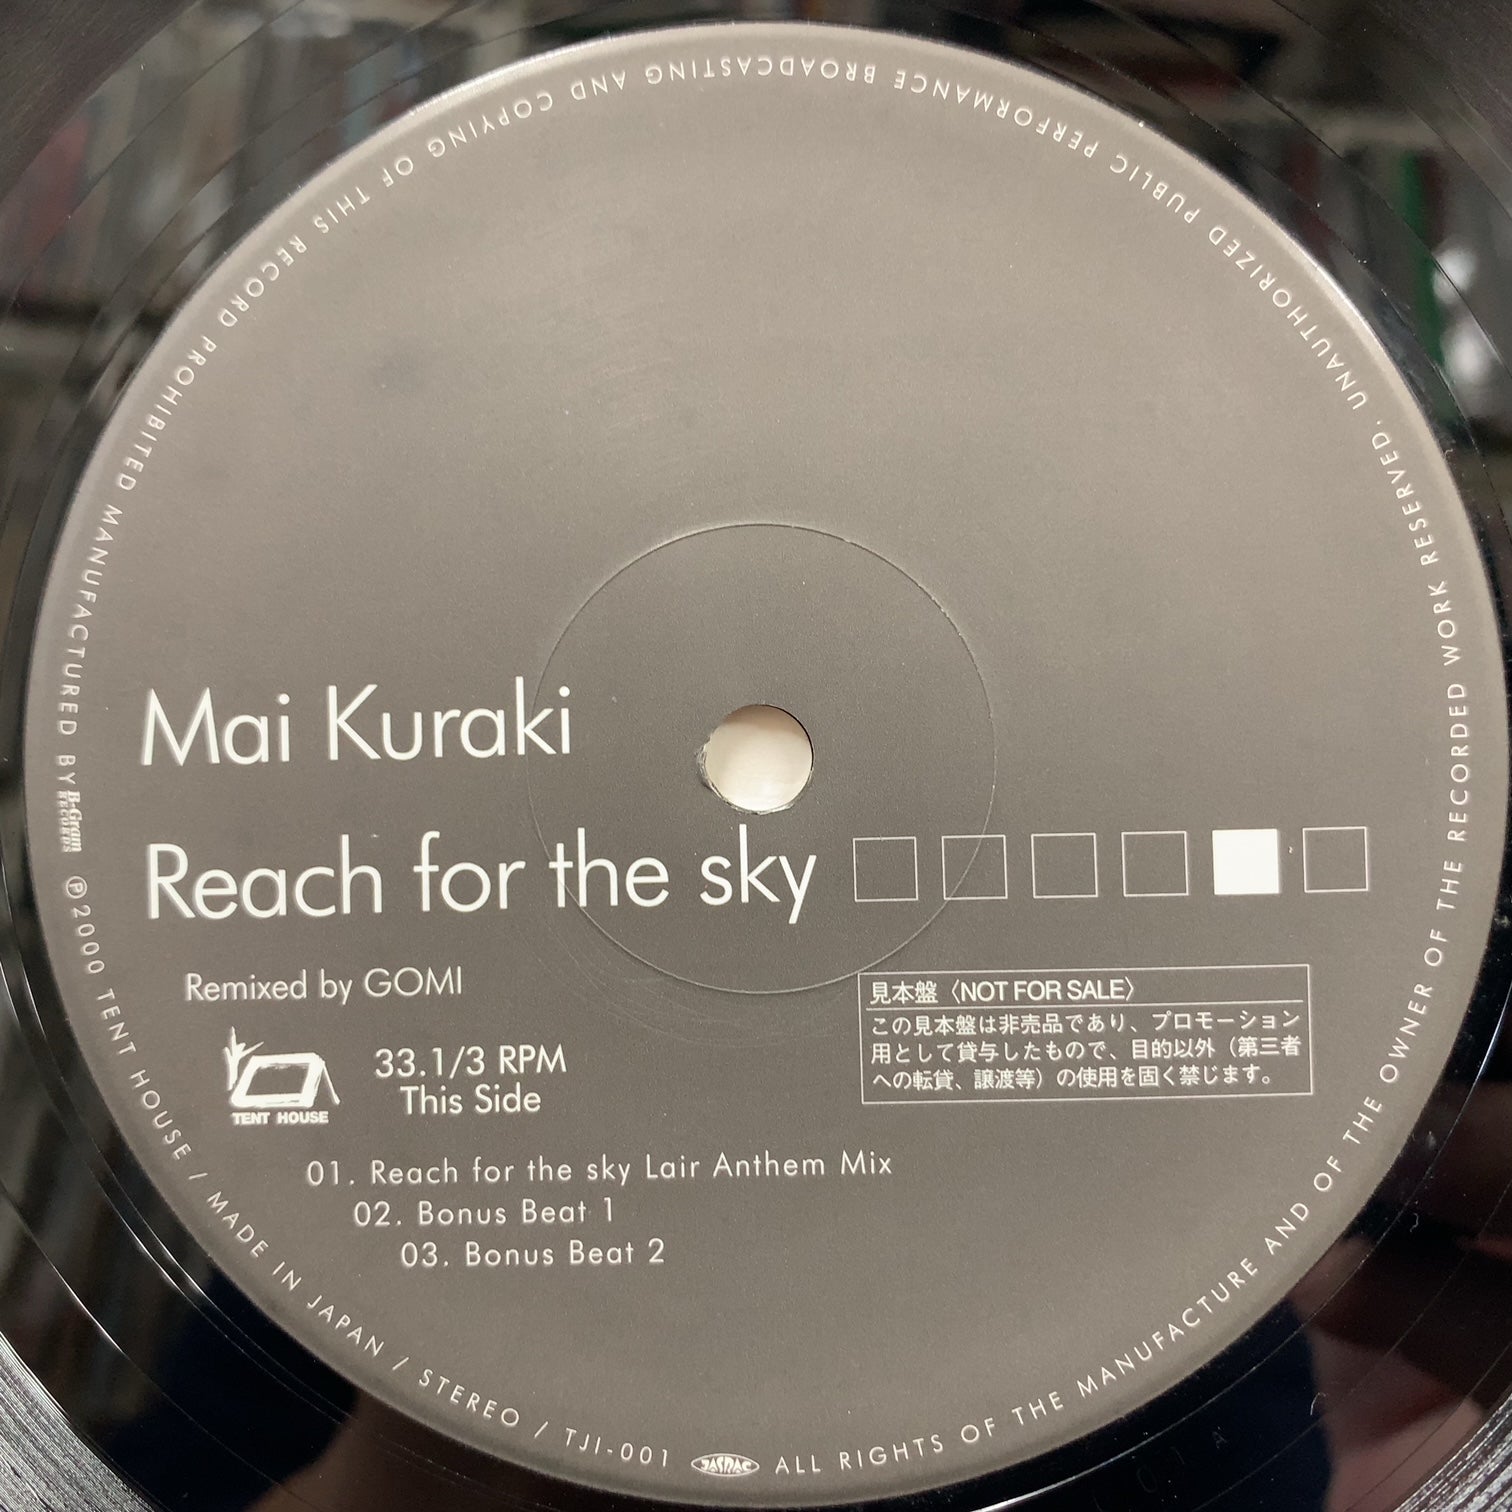 Mai Kuraki
Reach for the sky
Remixed by GOMI
TENT HOUSE
33.1/3 RPM
This Side
01. Reach for the sky Lair Anthem Mix
02. Bonus Beat 1
03. Bonus Beat 2
見本盤〈NOT FOR SALE〉
この見本盤は非売品であり、プロモーション
用として貸与したもので、目的以外（第三者
への転貸、譲渡等）の使用を固く禁じます。
ALL RIGHTS OF THE MANUFACTURE AND OF THE OWNER OF THE RECORDED WORK RESERVED. UNAUTHORIZED PUBLIC PERFORMANCE BROADCASTING AND COPYING OF THIS RECORD PROHIBITED MANUFACTURED BY B-Gram RECORDS ℗2000 TENT HOUSE / MADE IN JAPAN / STEREO / TJI-001 JASRAC